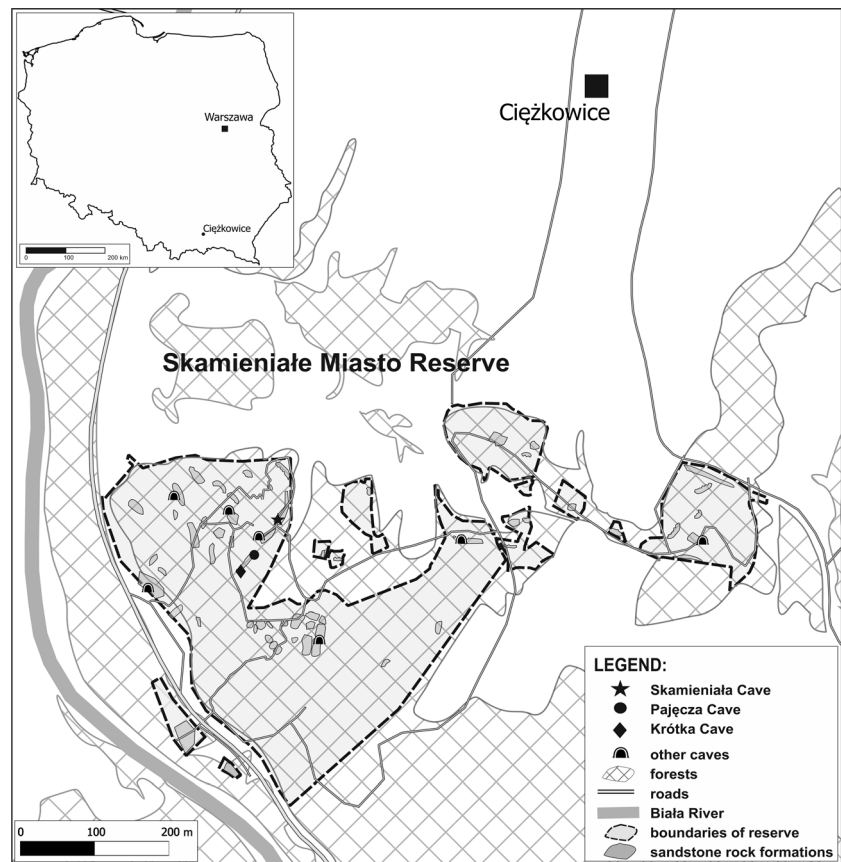 Warszawa
Ciężkowice
0 100 200 km
Ciężkowice
Skamieniałe Miasto Reserve
LEGEND:
Skamieniała Cave
Pajęcza Cave
Krótka Cave
other caves
forests
roads
Biała River
boundaries of reserve
sandstone rock formations
0 100 200 m